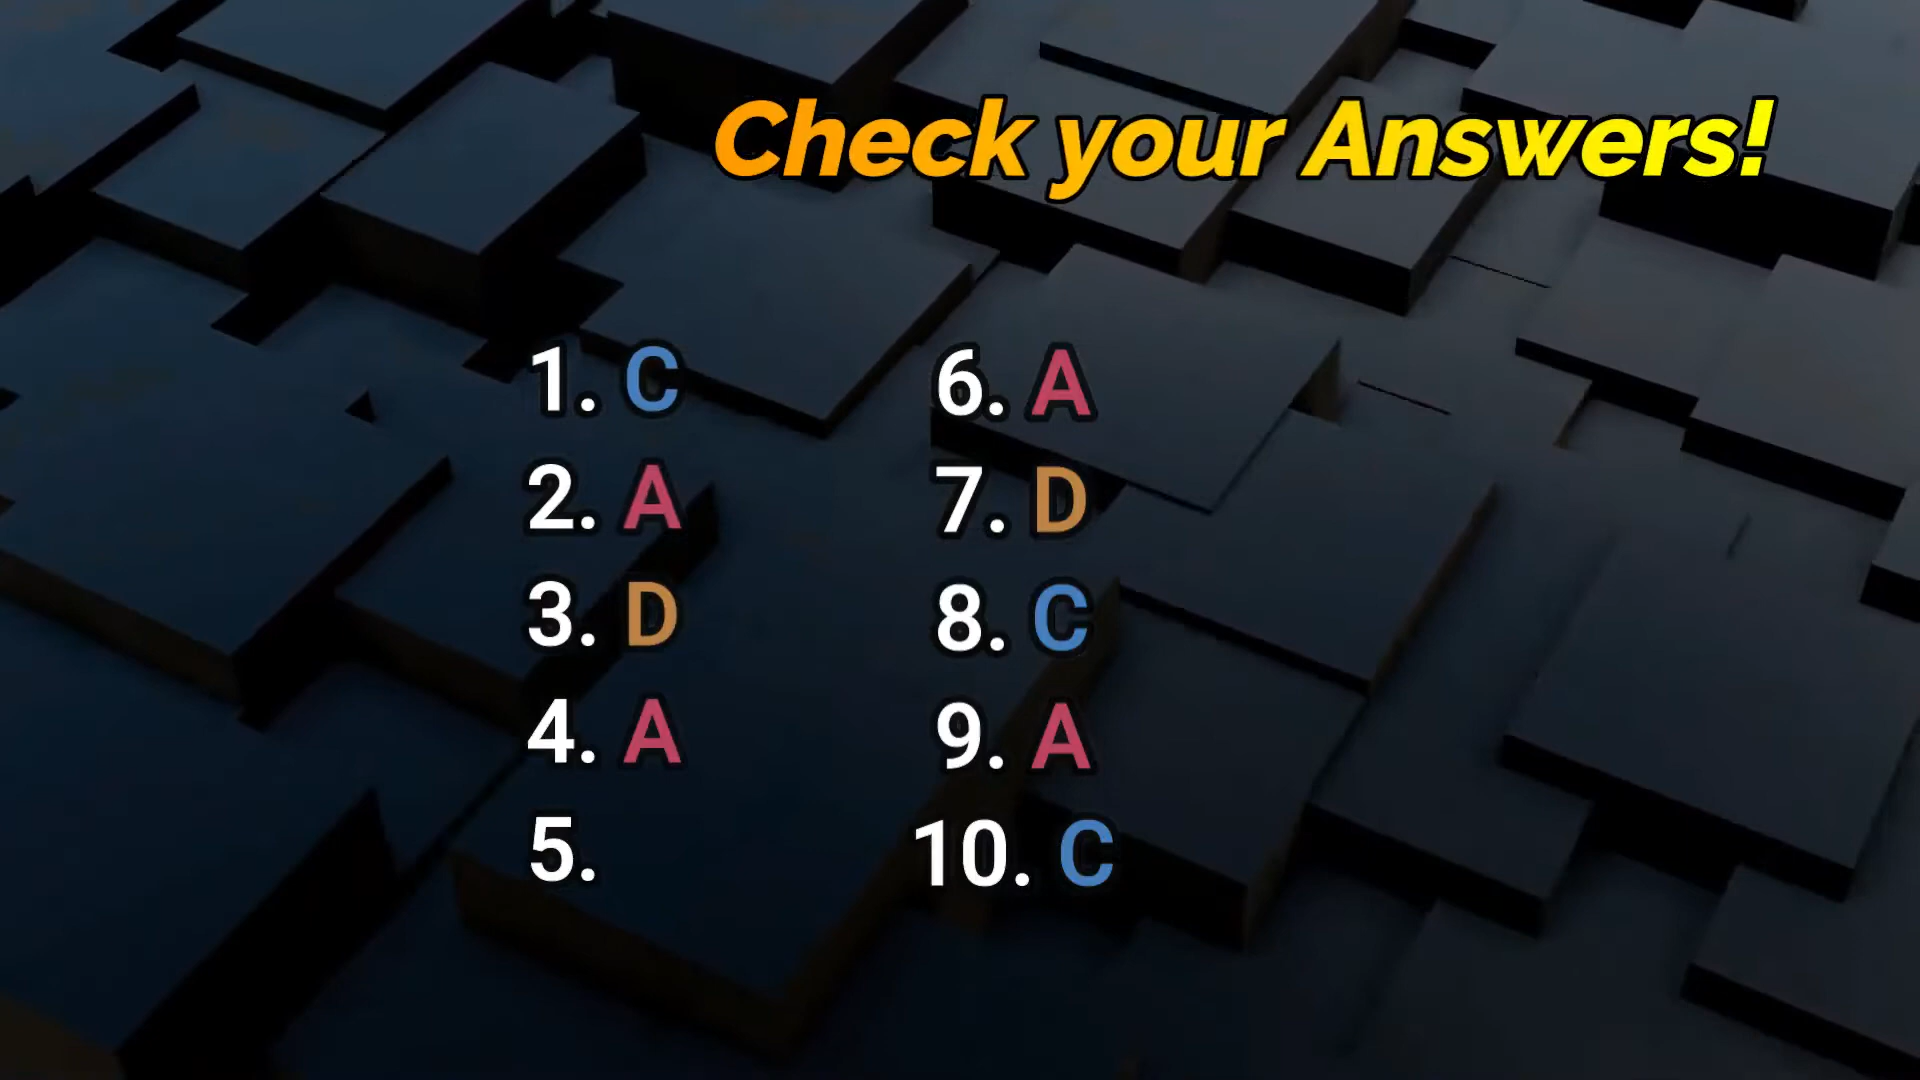 Check your Answers!
1. C
2. A
3. D
4. A
5.
6. A
7. D
8. C
9. A
10. C